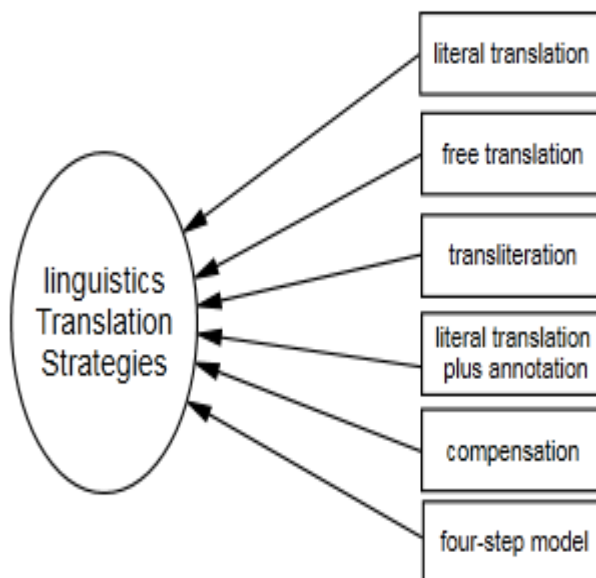 literal translation
free translation
transliteration
literal translation
plus annotation
compensation
four-step model
linguistics
Translation
Strategies